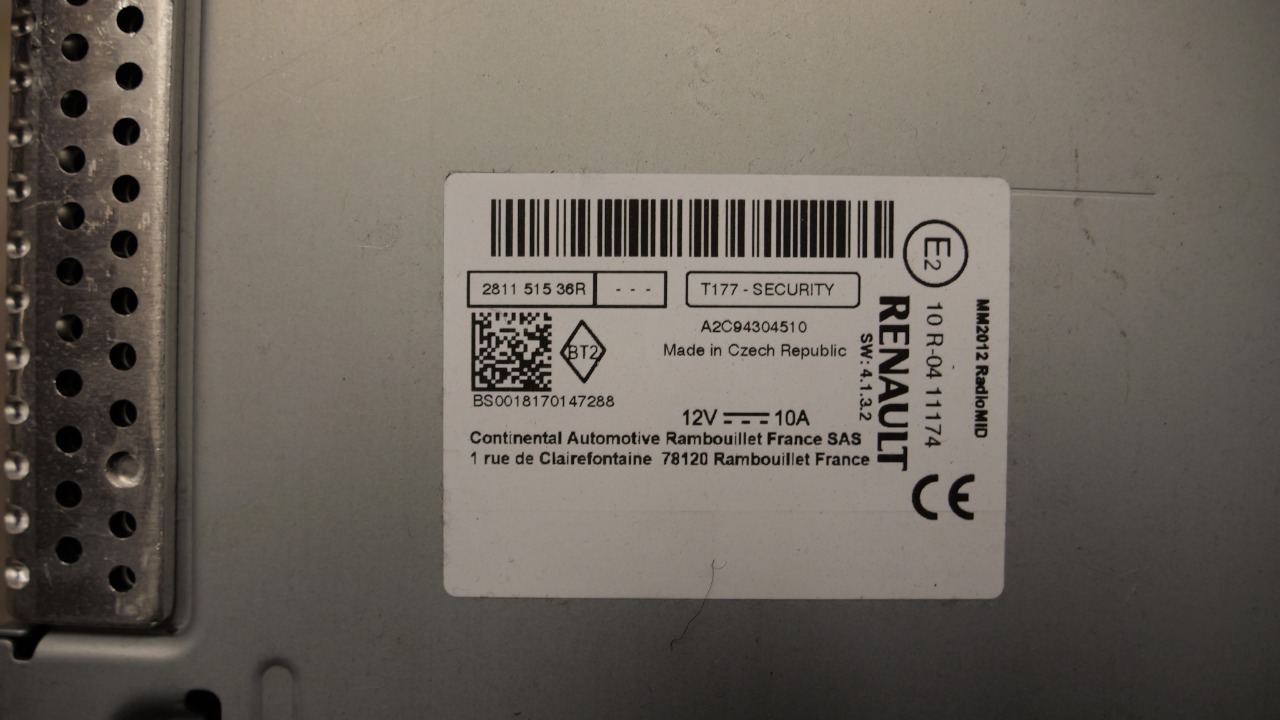 2811 515 36R - - -
T177 - SECURITY
A2C94304510
Made in Czech Republic
BT2
BS0018170147288
12V 10A
Continental Automotive Rambouillet France SAS
1 rue de Clairefontaine 78120 Rambouillet France
SW: 4.1.3.2
RENAULT
E2
10 R-04 11174
MM2012 RadioMID
CE